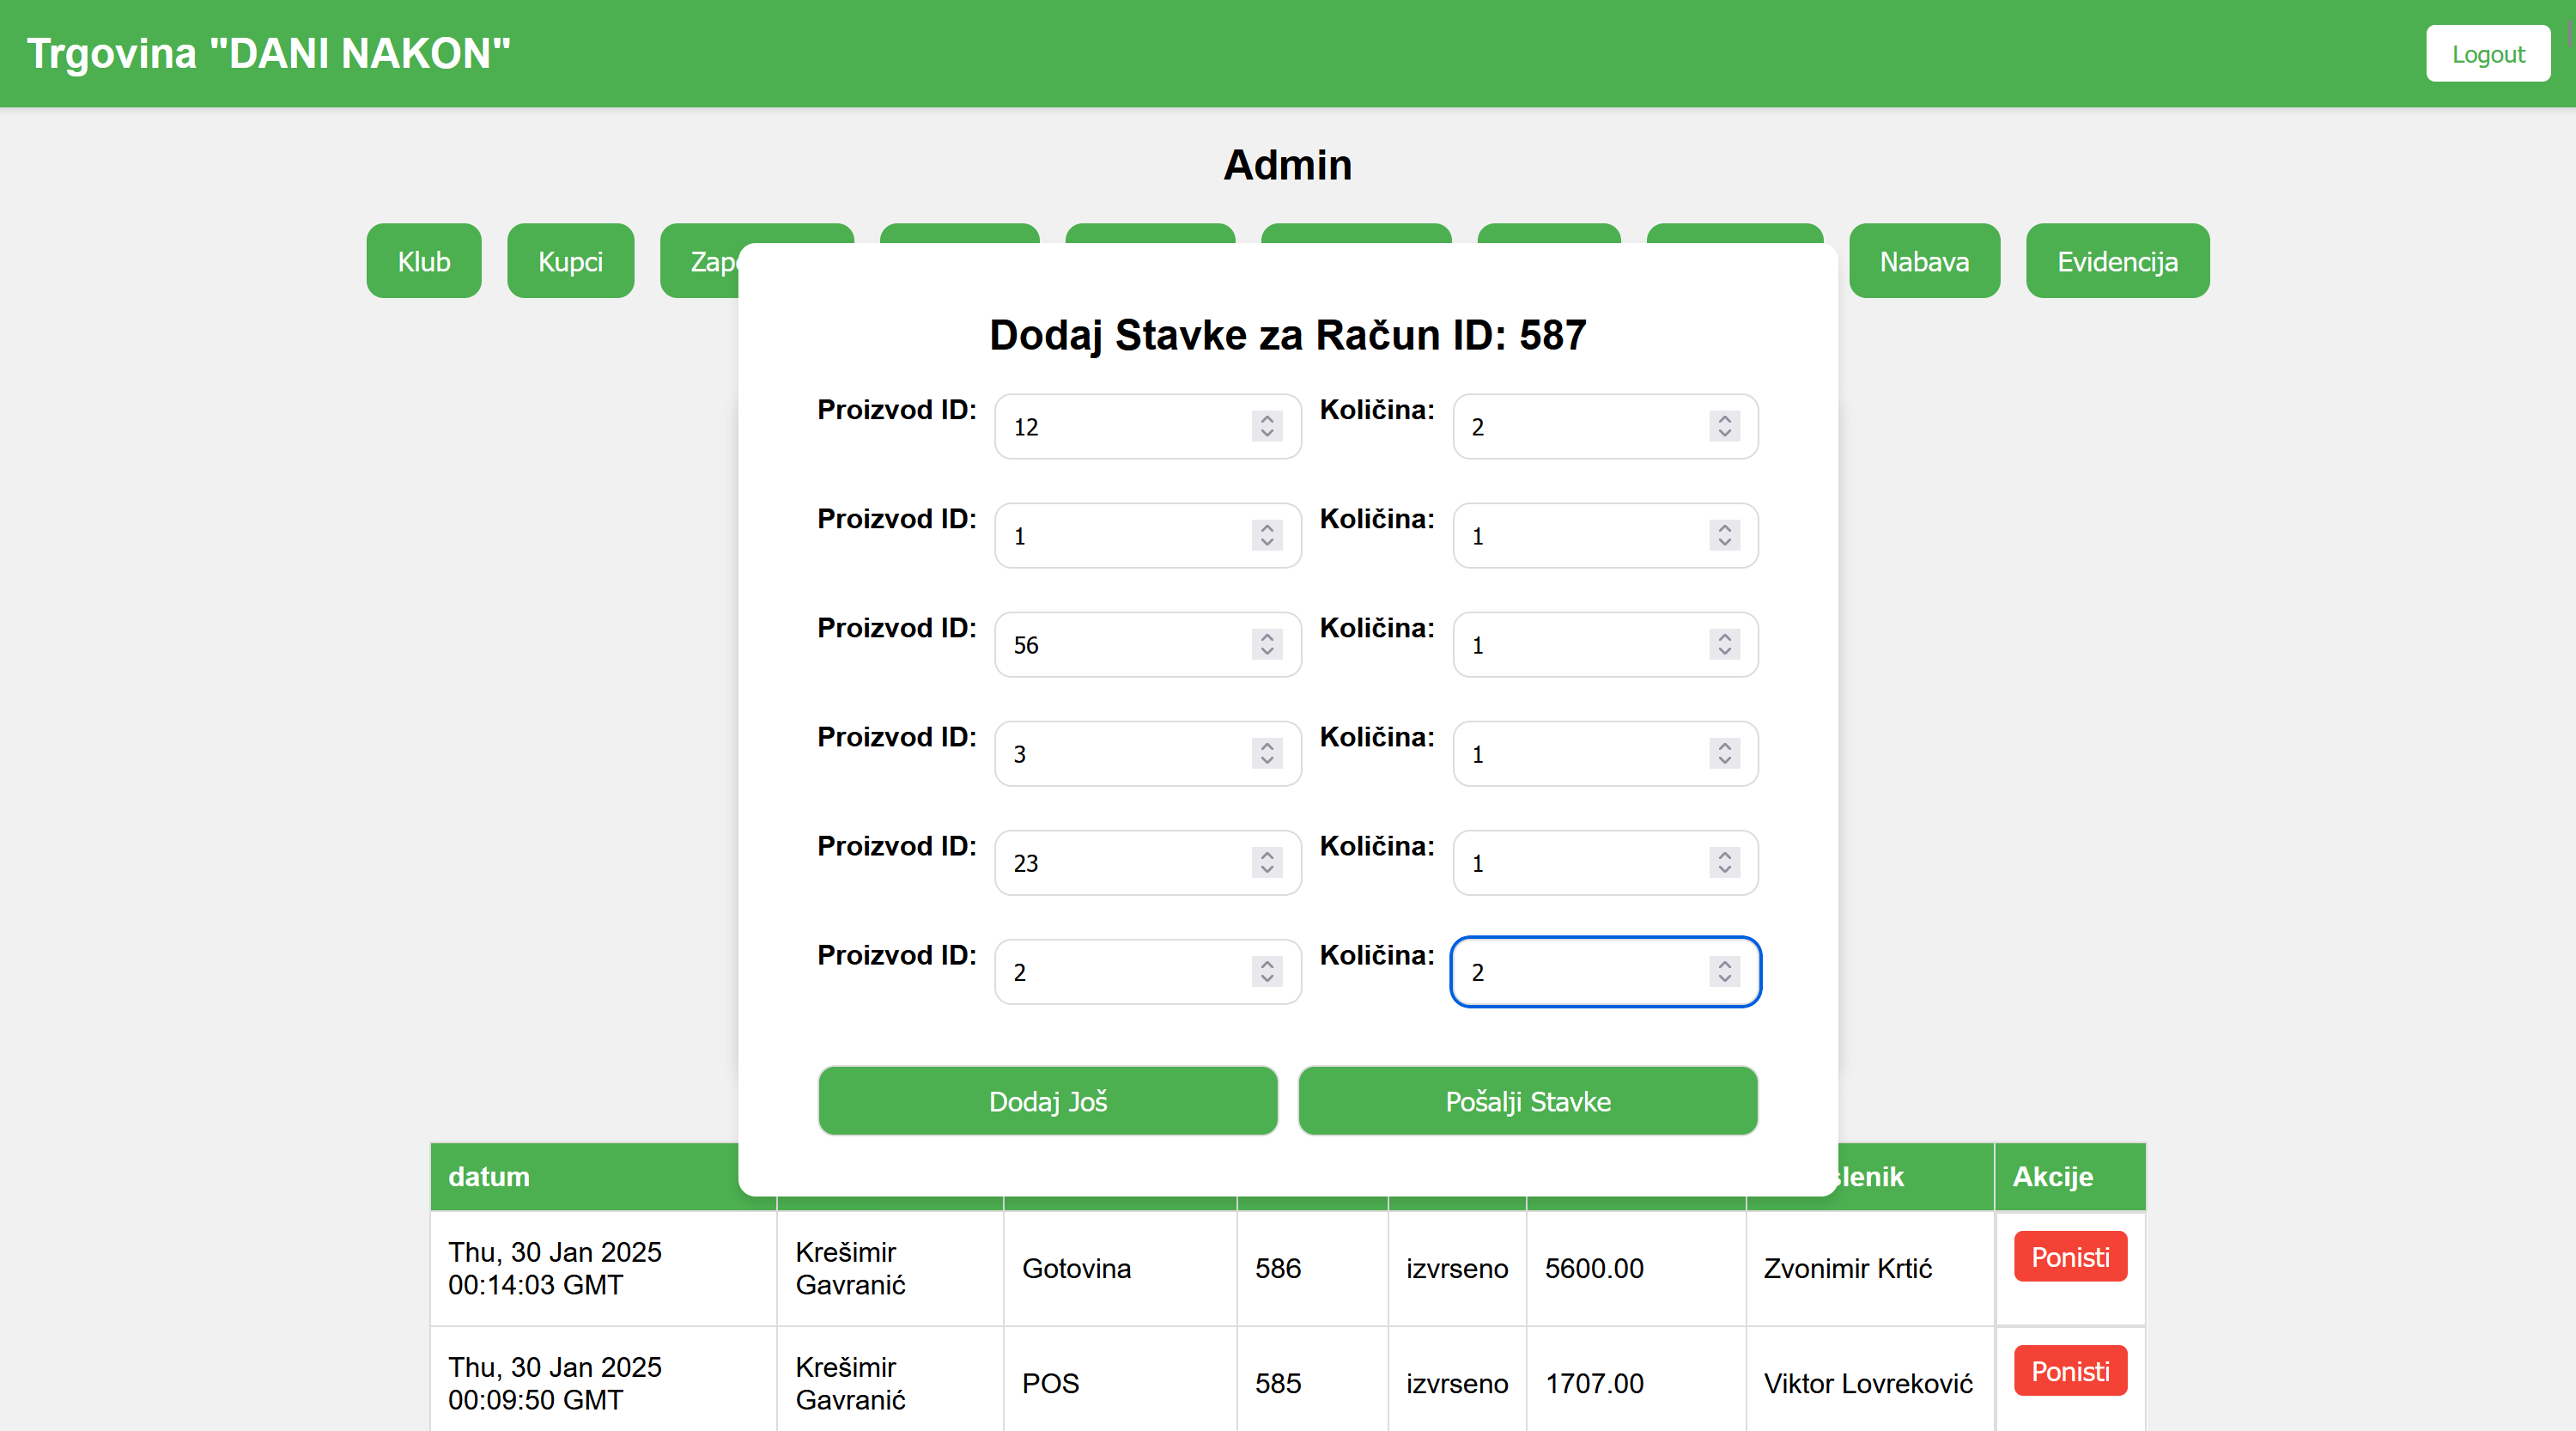 Trgovina "DANI NAKON"
Logout
Admin
Klub Kupci Nabava Evidencija
Dodaj Stavke za Račun ID: 587
Proizvod ID: 12 Količina: 2
Proizvod ID: 1 Količina: 1
Proizvod ID: 56 Količina: 1
Proizvod ID: 3 Količina: 1
Proizvod ID: 23 Količina: 1
Proizvod ID: 2 Količina: 2
Dodaj Još Pošalji Stavke
datum Akcije
Thu, 30 Jan 2025
00:14:03 GMT
Krešimir
Gavranić
Gotovina 586 izvrseno 5600.00 Zvonimir Krtić Ponisti
Thu, 30 Jan 2025
00:09:50 GMT
Krešimir
Gavranić
POS 585 izvrseno 1707.00 Viktor Lovreković Ponisti